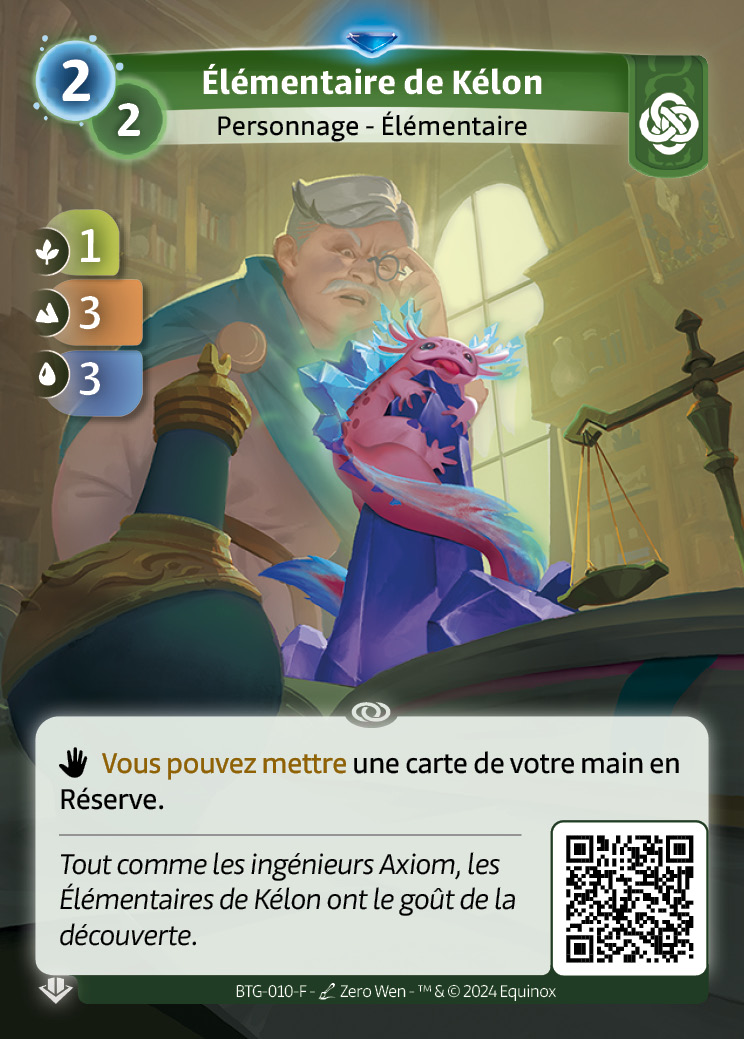 2
Élémentaire de Kélon
2
Personnage - Élémentaire
1
3
3
Vous pouvez mettre une carte de votre main en
Réserve.
Tout comme les ingénieurs Axiom, les
Élémentaires de Kélon ont le goût de la
découverte.
BTG-010-F - Zero Wen - ™ & © 2024 Equinox